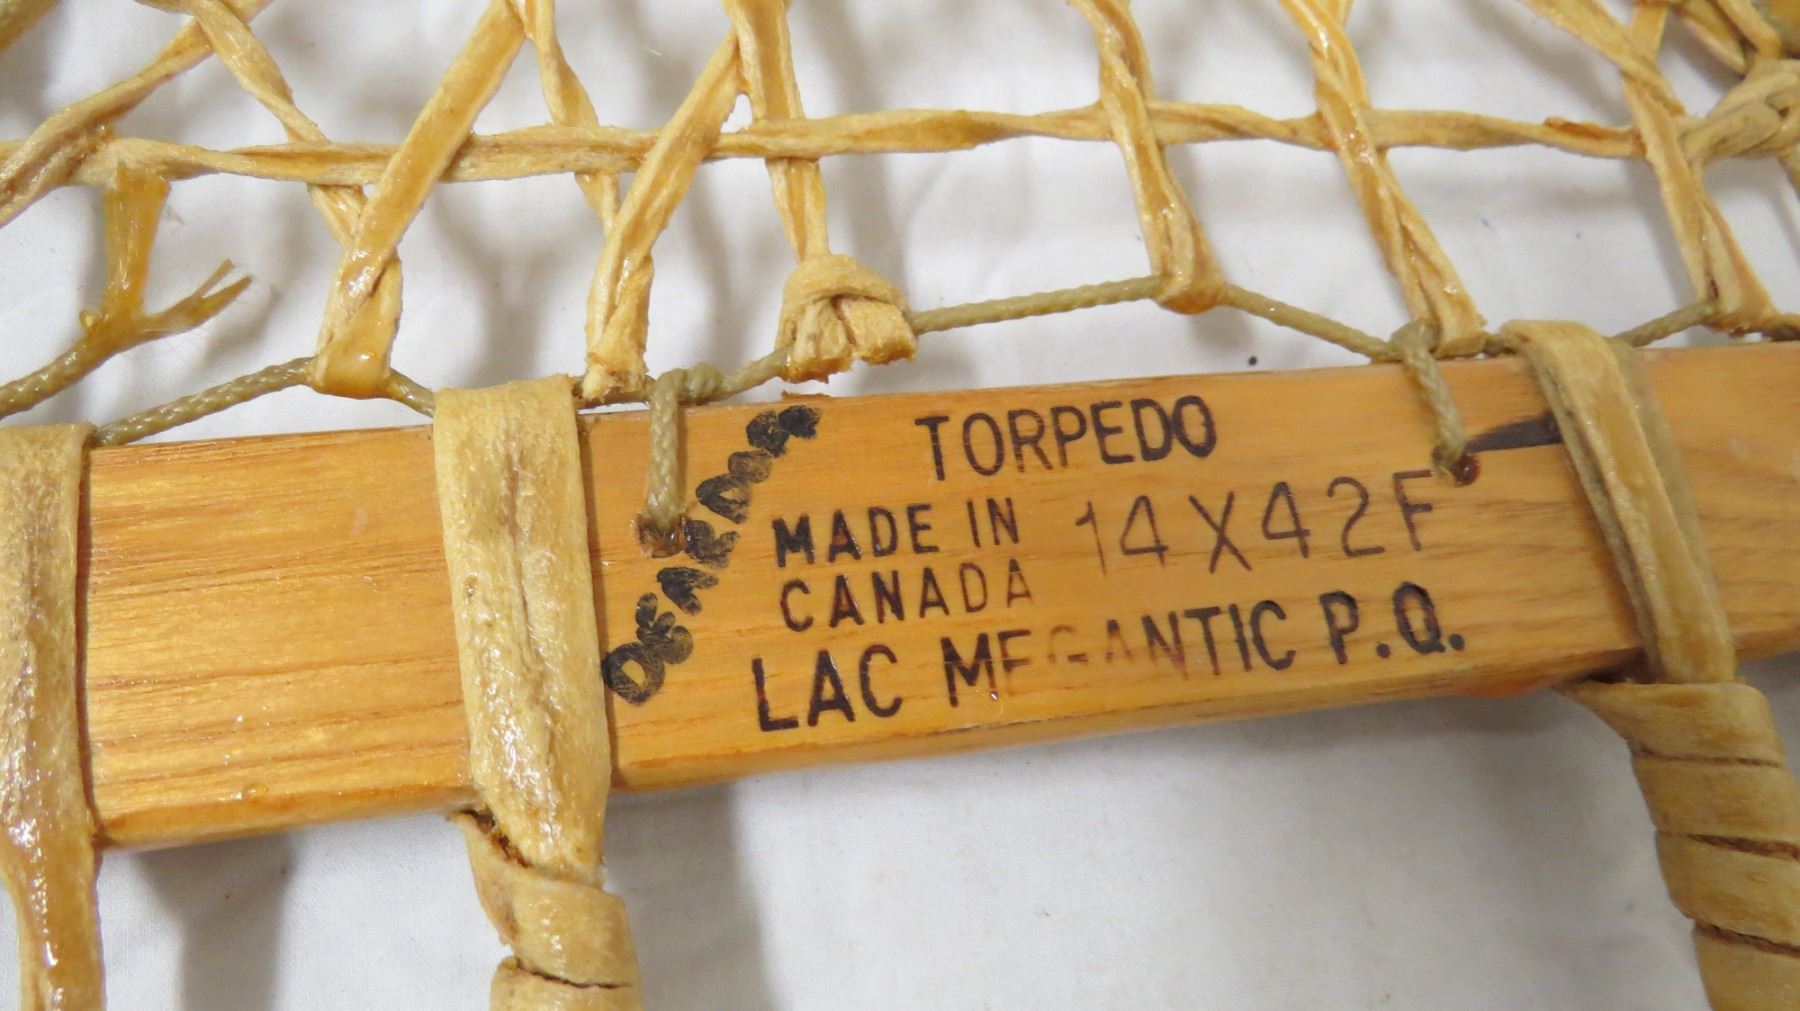 TORPEDO
MADE IN
CANADA
14X42F
LAC MEGANTIC P.Q.